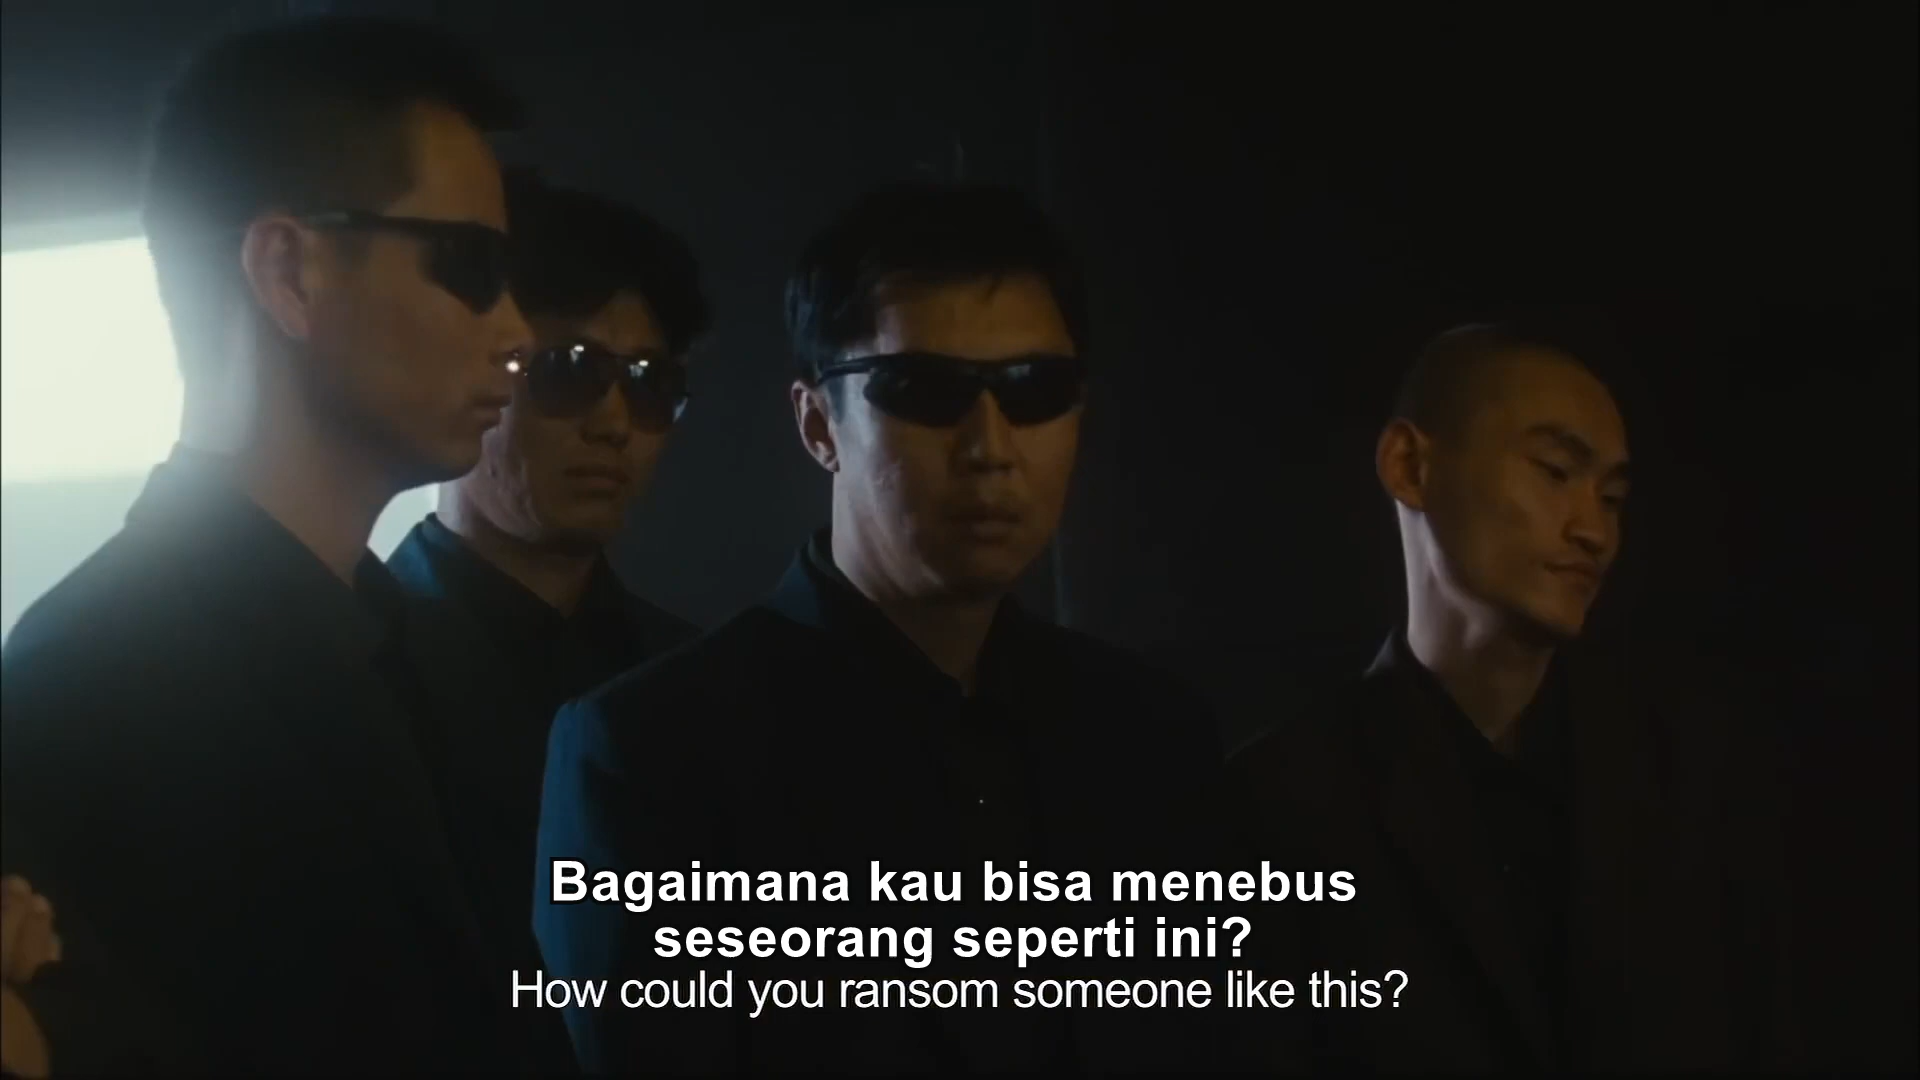 Bagaimana kau bisa menebus
seseorang seperti ini?
How could you ransom someone like this?